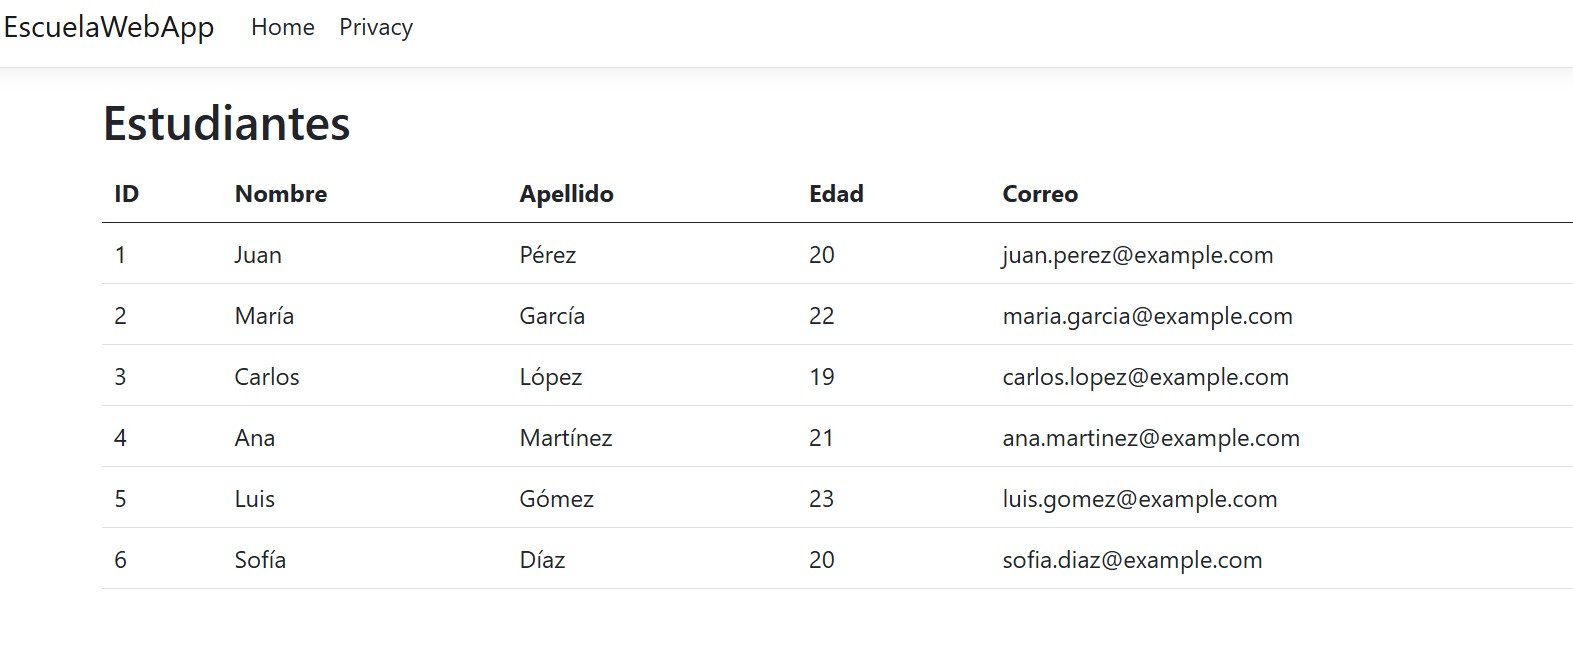 EscuelaWebApp Home Privacy
Estudiantes
ID Nombre Apellido Edad Correo
1 Juan Pérez 20 juan.perez@example.com
2 María García 22 maria.garcia@example.com
3 Carlos López 19 carlos.lopez@example.com
4 Ana Martínez 21 ana.martinez@example.com
5 Luis Gómez 23 luis.gomez@example.com
6 Sofía Díaz 20 sofia.diaz@example.com